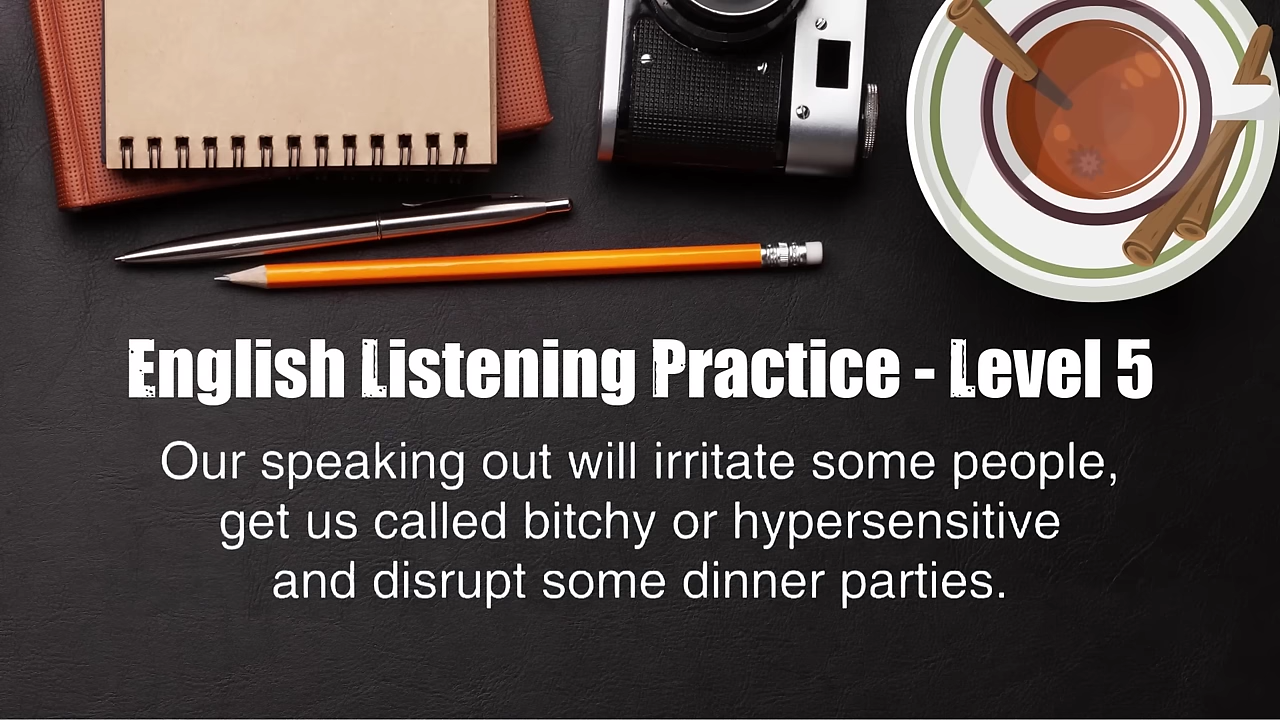 English Listening Practice - Level 5
Our speaking out will irritate some people,
get us called bitchy or hypersensitive
and disrupt some dinner parties.